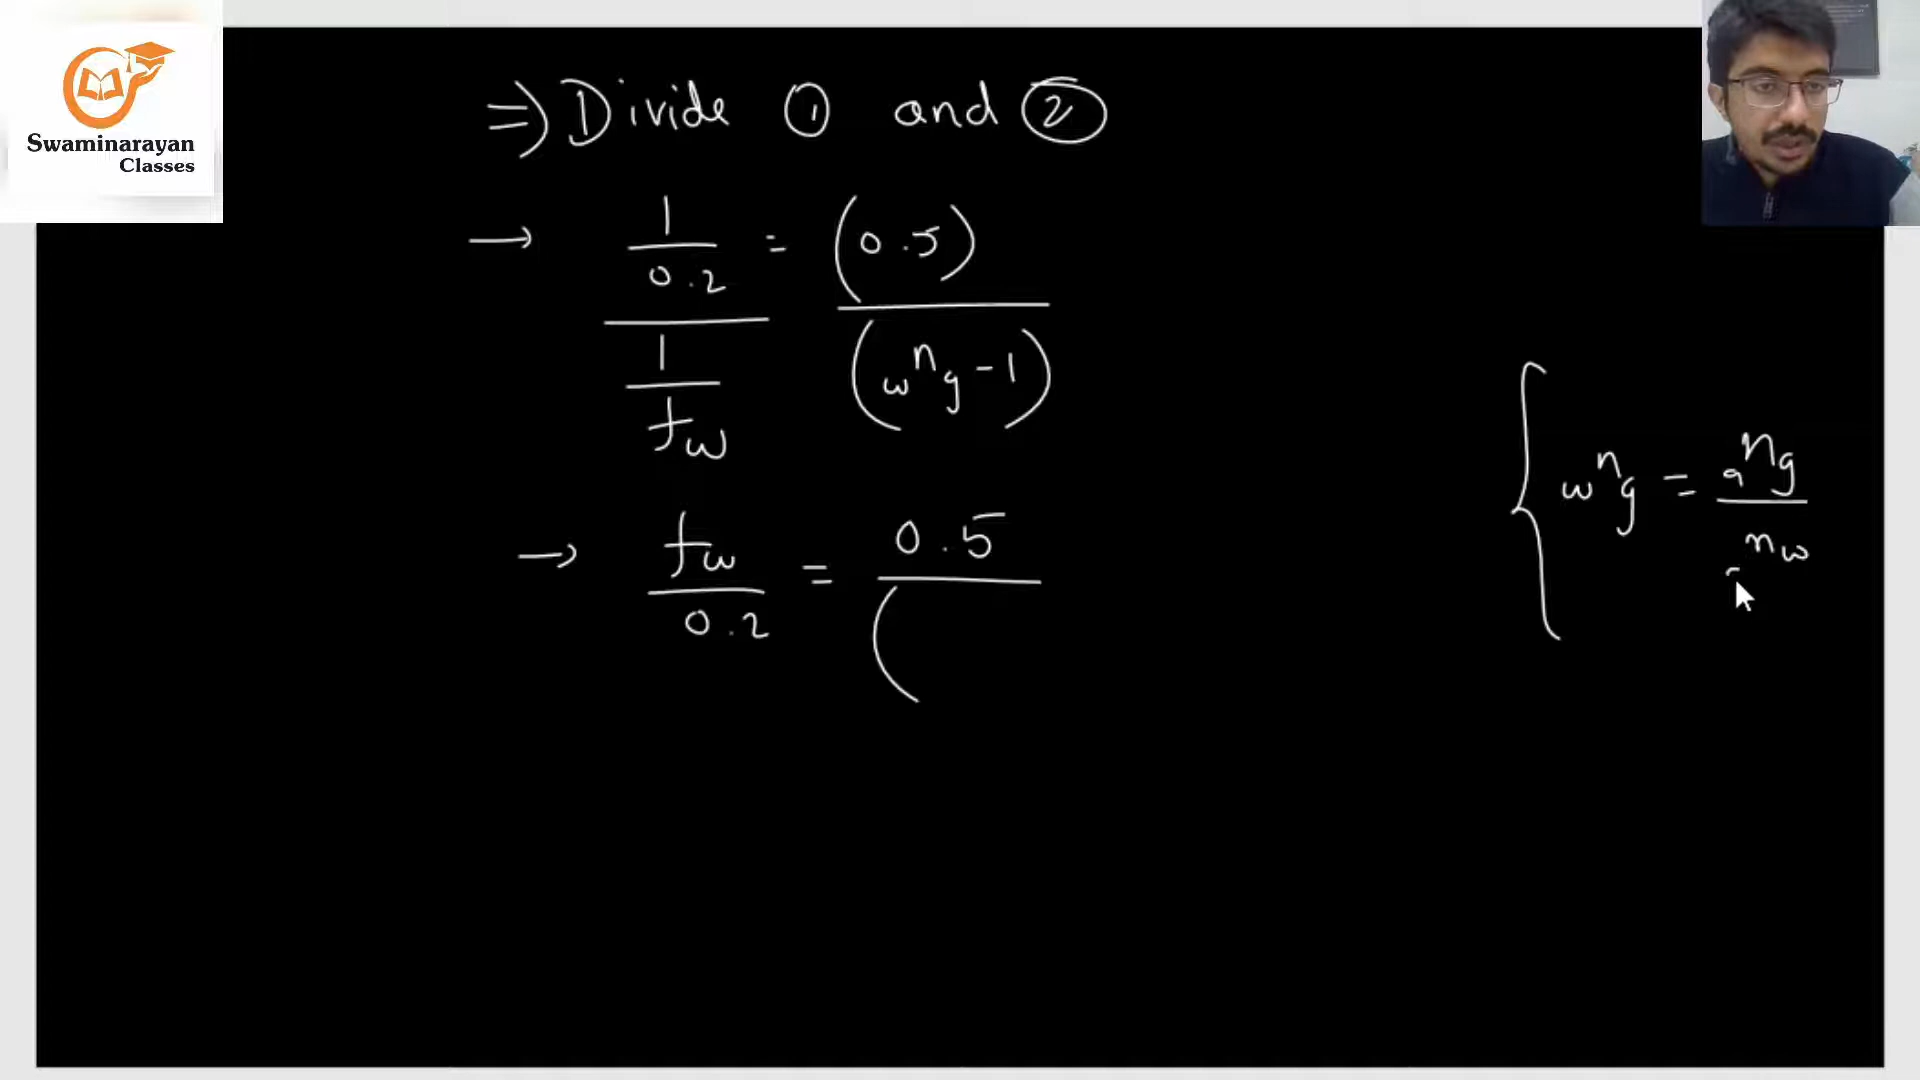 Swaminarayan
Classes
=) Divide ① and ②
→ 1/0.2 / 1/fw = (0.5) / (wng - 1)
→ fw/0.2 = 0.5 / (
{ wng = ang / nw